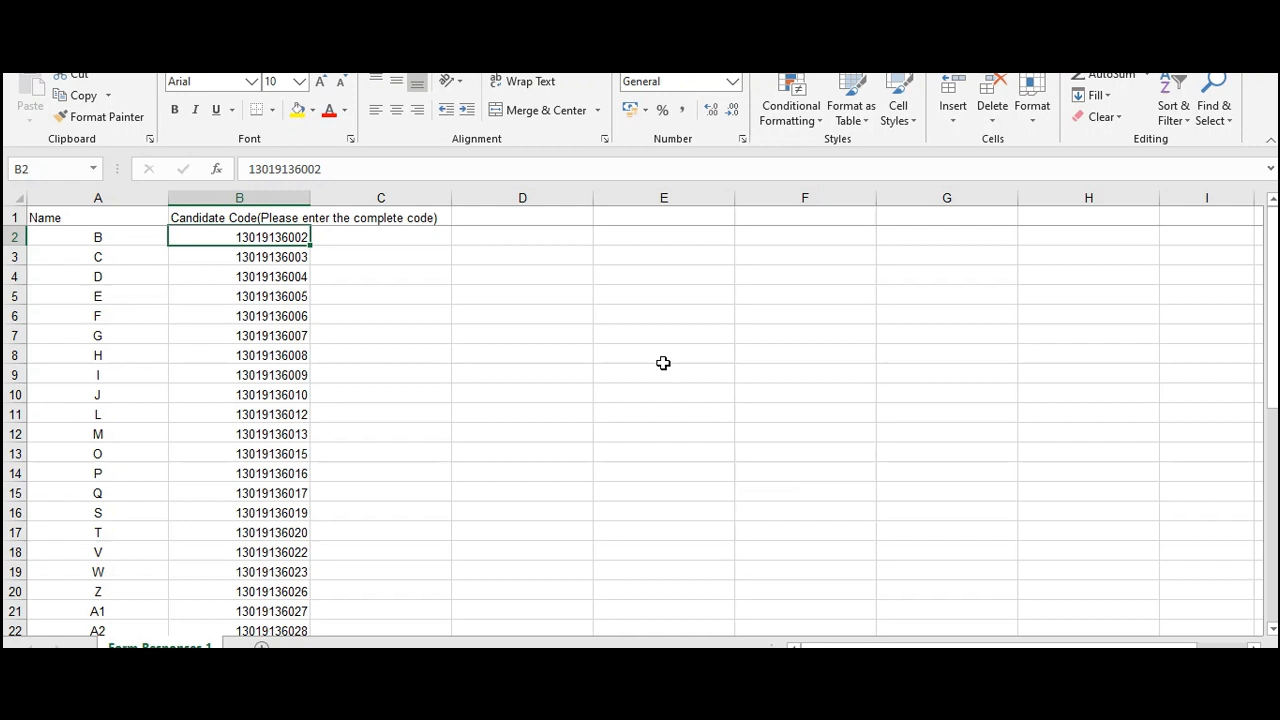 Cut
Arial 10 Wrap Text General AutoSum
Paste Copy Fill
Format Painter B I U A Merge & Center % , Conditional Formatting Format as Table Cell Styles Insert Delete Format Clear Sort & Filter Find & Select
Clipboard Font Alignment Number Styles Cells Editing
B2 fx 13019136002
A B C D E F G H I
1 Name Candidate Code(Please enter the complete code)
2 B 13019136002
3 C 13019136003
4 D 13019136004
5 E 13019136005
6 F 13019136006
7 G 13019136007
8 H 13019136008
9 I 13019136009
10 J 13019136010
11 L 13019136012
12 M 13019136013
13 O 13019136015
14 P 13019136016
15 Q 13019136017
16 S 13019136019
17 T 13019136020
18 V 13019136022
19 W 13019136023
20 Z 13019136026
21 A1 13019136027
22 A2 13019136028
Form Responses 1